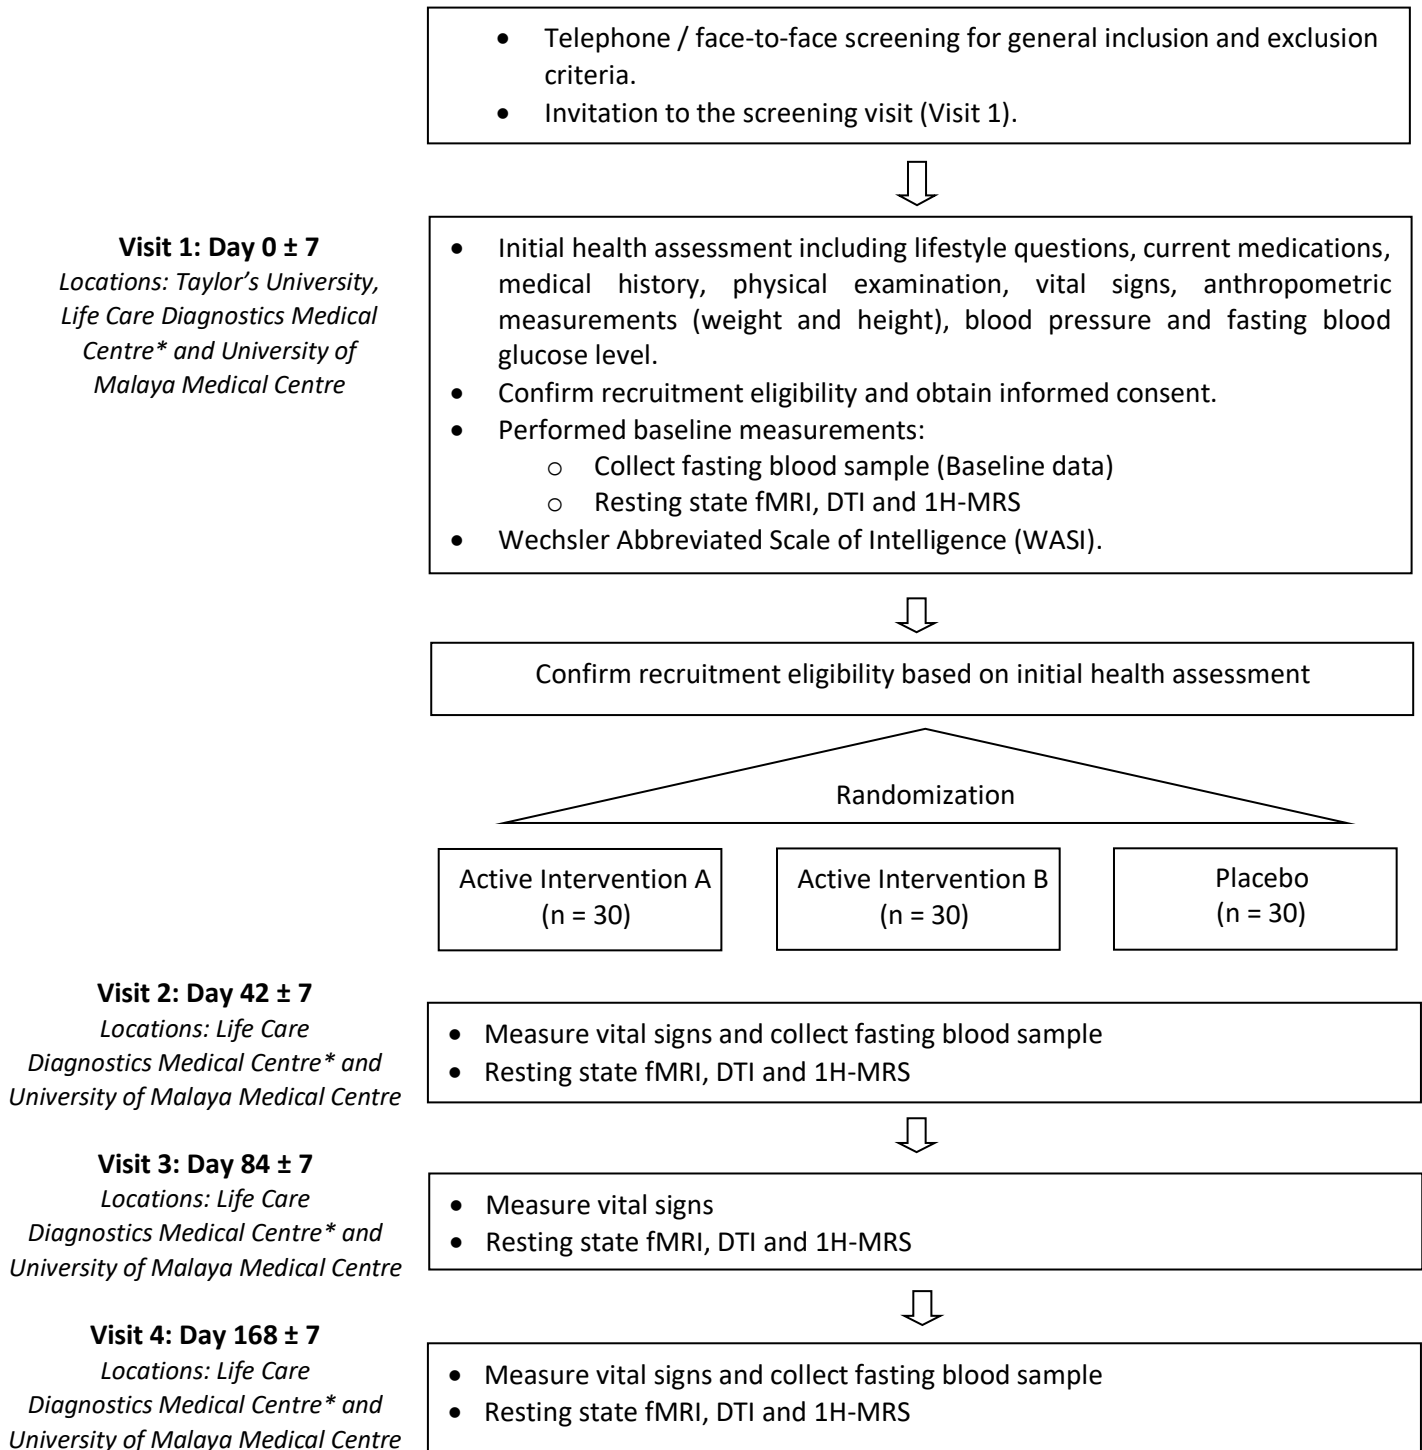 • Telephone / face-to-face screening for general inclusion and exclusion
criteria.
• Invitation to the screening visit (Visit 1).
Visit 1: Day 0 ± 7
Locations: Taylor's University,
Life Care Diagnostics Medical
Centre* and University of
Malaya Medical Centre
• Initial health assessment including lifestyle questions, current medications,
medical history, physical examination, vital signs, anthropometric
measurements (weight and height), blood pressure and fasting blood
glucose level.
• Confirm recruitment eligibility and obtain informed consent.
• Performed baseline measurements:
o Collect fasting blood sample (Baseline data)
o Resting state fMRI, DTI and 1H-MRS
• Wechsler Abbreviated Scale of Intelligence (WASI).
Confirm recruitment eligibility based on initial health assessment
Randomization
Active Intervention A
(n = 30)
Active Intervention B
(n = 30)
Placebo
(n = 30)
Visit 2: Day 42 ± 7
Locations: Life Care
Diagnostics Medical Centre* and
University of Malaya Medical Centre
• Measure vital signs and collect fasting blood sample
• Resting state fMRI, DTI and 1H-MRS
Visit 3: Day 84 ± 7
Locations: Life Care
Diagnostics Medical Centre* and
University of Malaya Medical Centre
• Measure vital signs
• Resting state fMRI, DTI and 1H-MRS
Visit 4: Day 168 ± 7
Locations: Life Care
Diagnostics Medical Centre* and
University of Malaya Medical Centre
• Measure vital signs and collect fasting blood sample
• Resting state fMRI, DTI and 1H-MRS